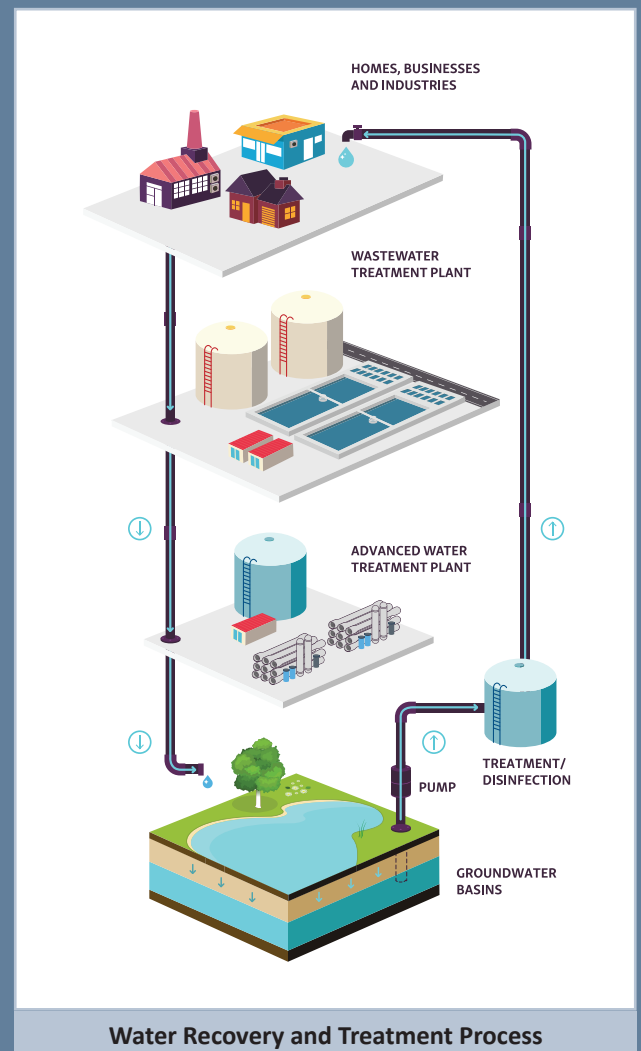 HOMES, BUSINESSES
AND INDUSTRIES
WASTEWATER
TREATMENT PLANT
ADVANCED WATER
TREATMENT PLANT
TREATMENT/
DISINFECTION
PUMP
GROUNDWATER
BASINS
Water Recovery and Treatment Process